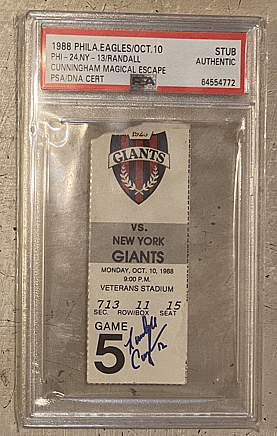 1988 PHILA.EAGLES/OCT.10 STUB
PHI-24,NY-13/RANDALL AUTHENTIC
CUNNINGHAM MAGICAL ESCAPE
PSA/DNA CERT PSA 64554772
GIANTS
VS.
NEW YORK
GIANTS
MONDAY, OCT. 10, 1988
9:00 P.M.
VETERANS STADIUM
713 11 15
SEC. ROW/BOX SEAT
GAME
5
Randall
12